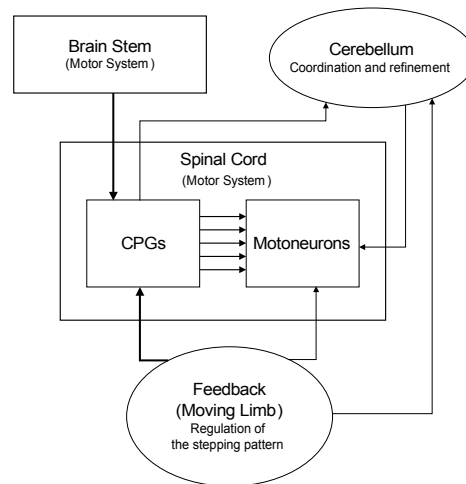 Brain Stem
(Motor System)
Cerebellum
Coordination and refinement
Spinal Cord
(Motor System)
CPGs
Motoneurons
Feedback
(Moving Limb)
Regulation of
the stepping pattern